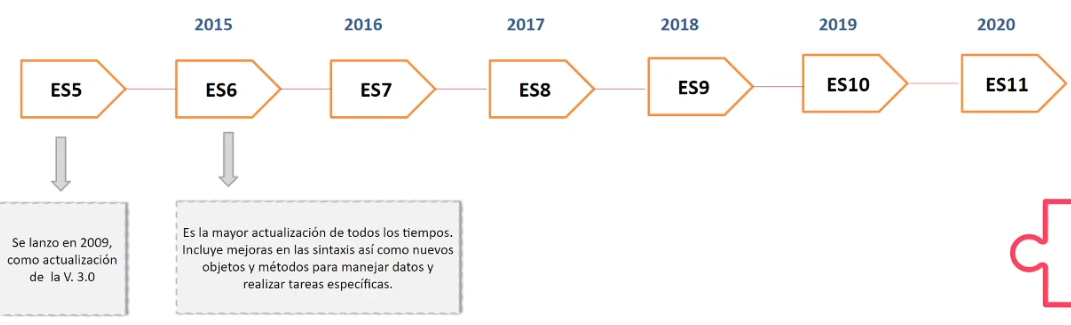 2015
2016
2017
2018
2019
2020
ES5
ES6
ES7
ES8
ES9
ES10
ES11
Se lanzo en 2009,
como actualización
de la V. 3.0
Es la mayor actualización de todos los tiempos.
Incluye mejoras en las sintaxis así como nuevos
objetos y métodos para manejar datos y
realizar tareas específicas.